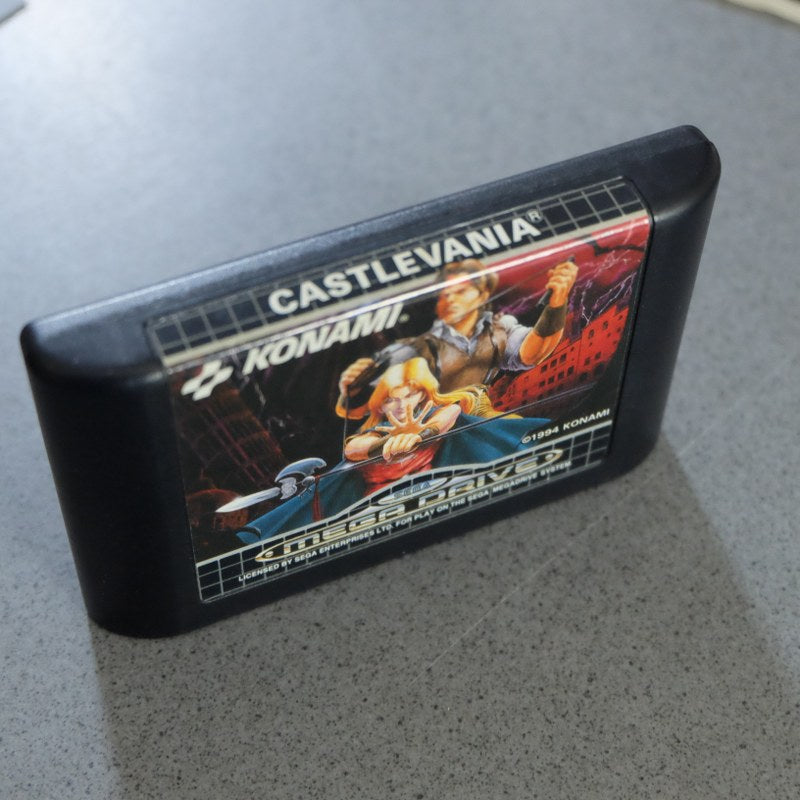 CASTLEVANIA®
KONAMI®
©1994 KONAMI
SEGA
MEGA DRIVE
LICENSED BY SEGA ENTERPRISES LTD. FOR PLAY ON THE SEGA MEGADRIVE SYSTEM.